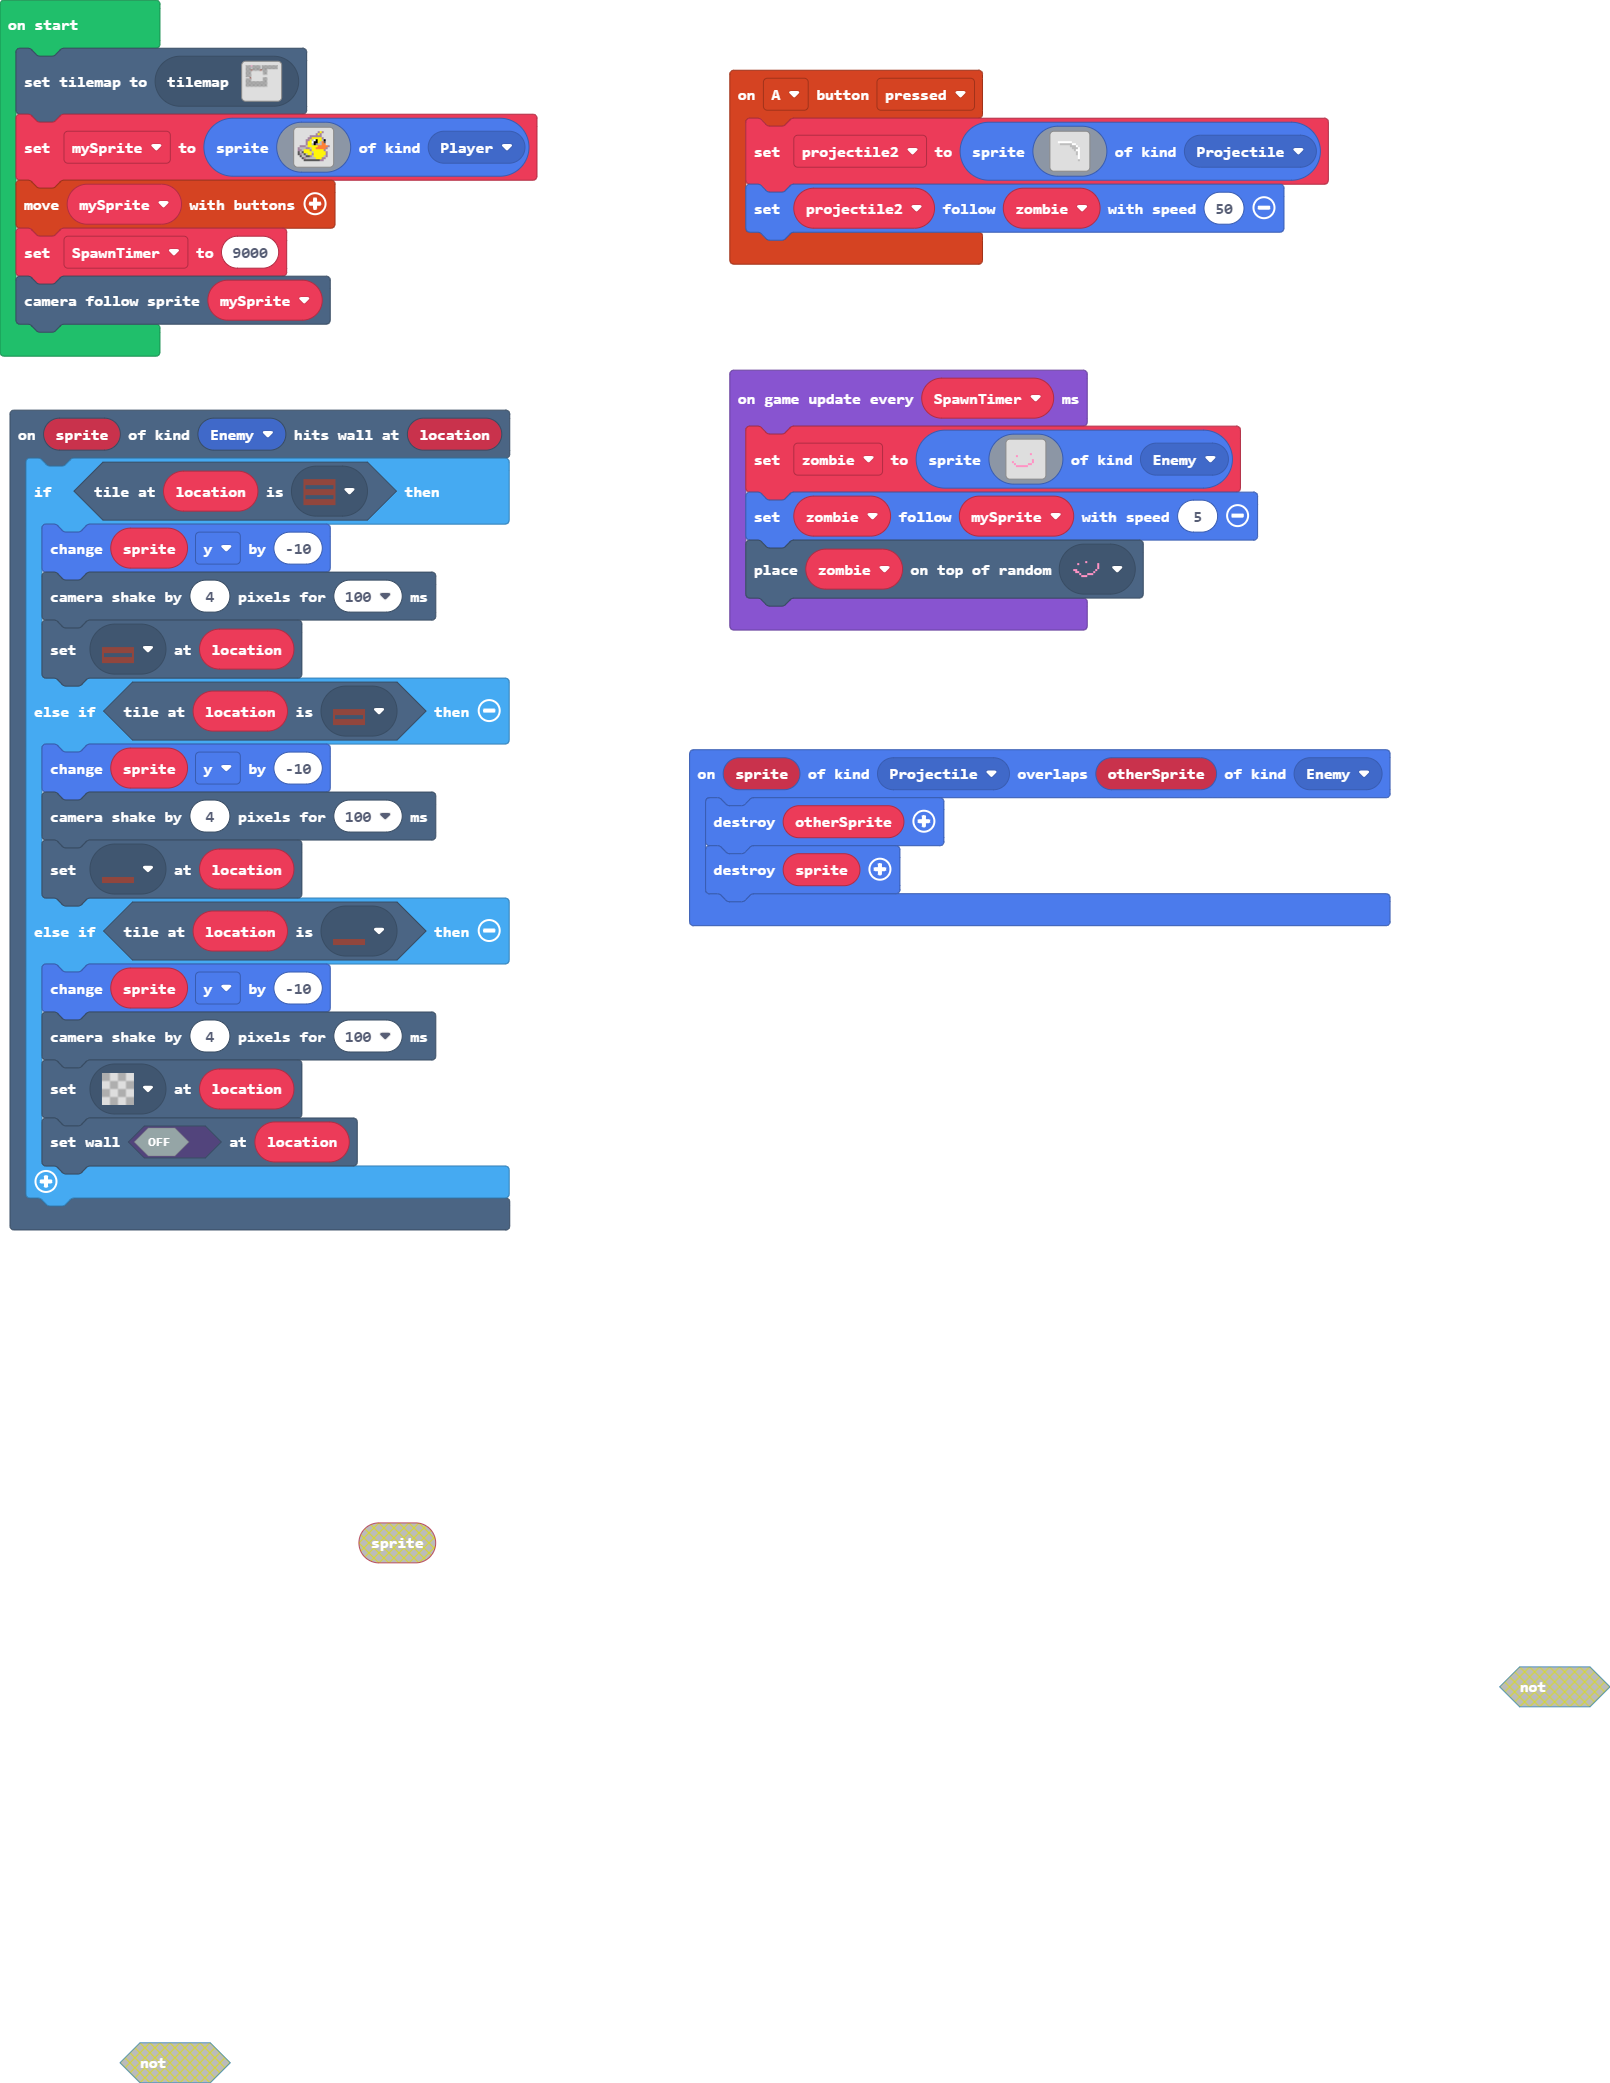 on start
set tilemap to tilemap
set mySprite to sprite of kind Player
move mySprite with buttons
set SpawnTimer to 9000
camera follow sprite mySprite
on sprite of kind Enemy hits wall at location
if tile at location is then
change sprite y by -10
camera shake by 4 pixels for 100 ms
set at location
else if tile at location is then
change sprite y by -10
camera shake by 4 pixels for 100 ms
set at location
else if tile at location is then
change sprite y by -10
camera shake by 4 pixels for 100 ms
set at location
set wall OFF at location
on A button pressed
set projectile2 to sprite of kind Projectile
set projectile2 follow zombie with speed 50
on game update every SpawnTimer ms
set zombie to sprite of kind Enemy
set zombie follow mySprite with speed 5
place zombie on top of random
on sprite of kind Projectile overlaps otherSprite of kind Enemy
destroy otherSprite
destroy sprite
sprite
not
not